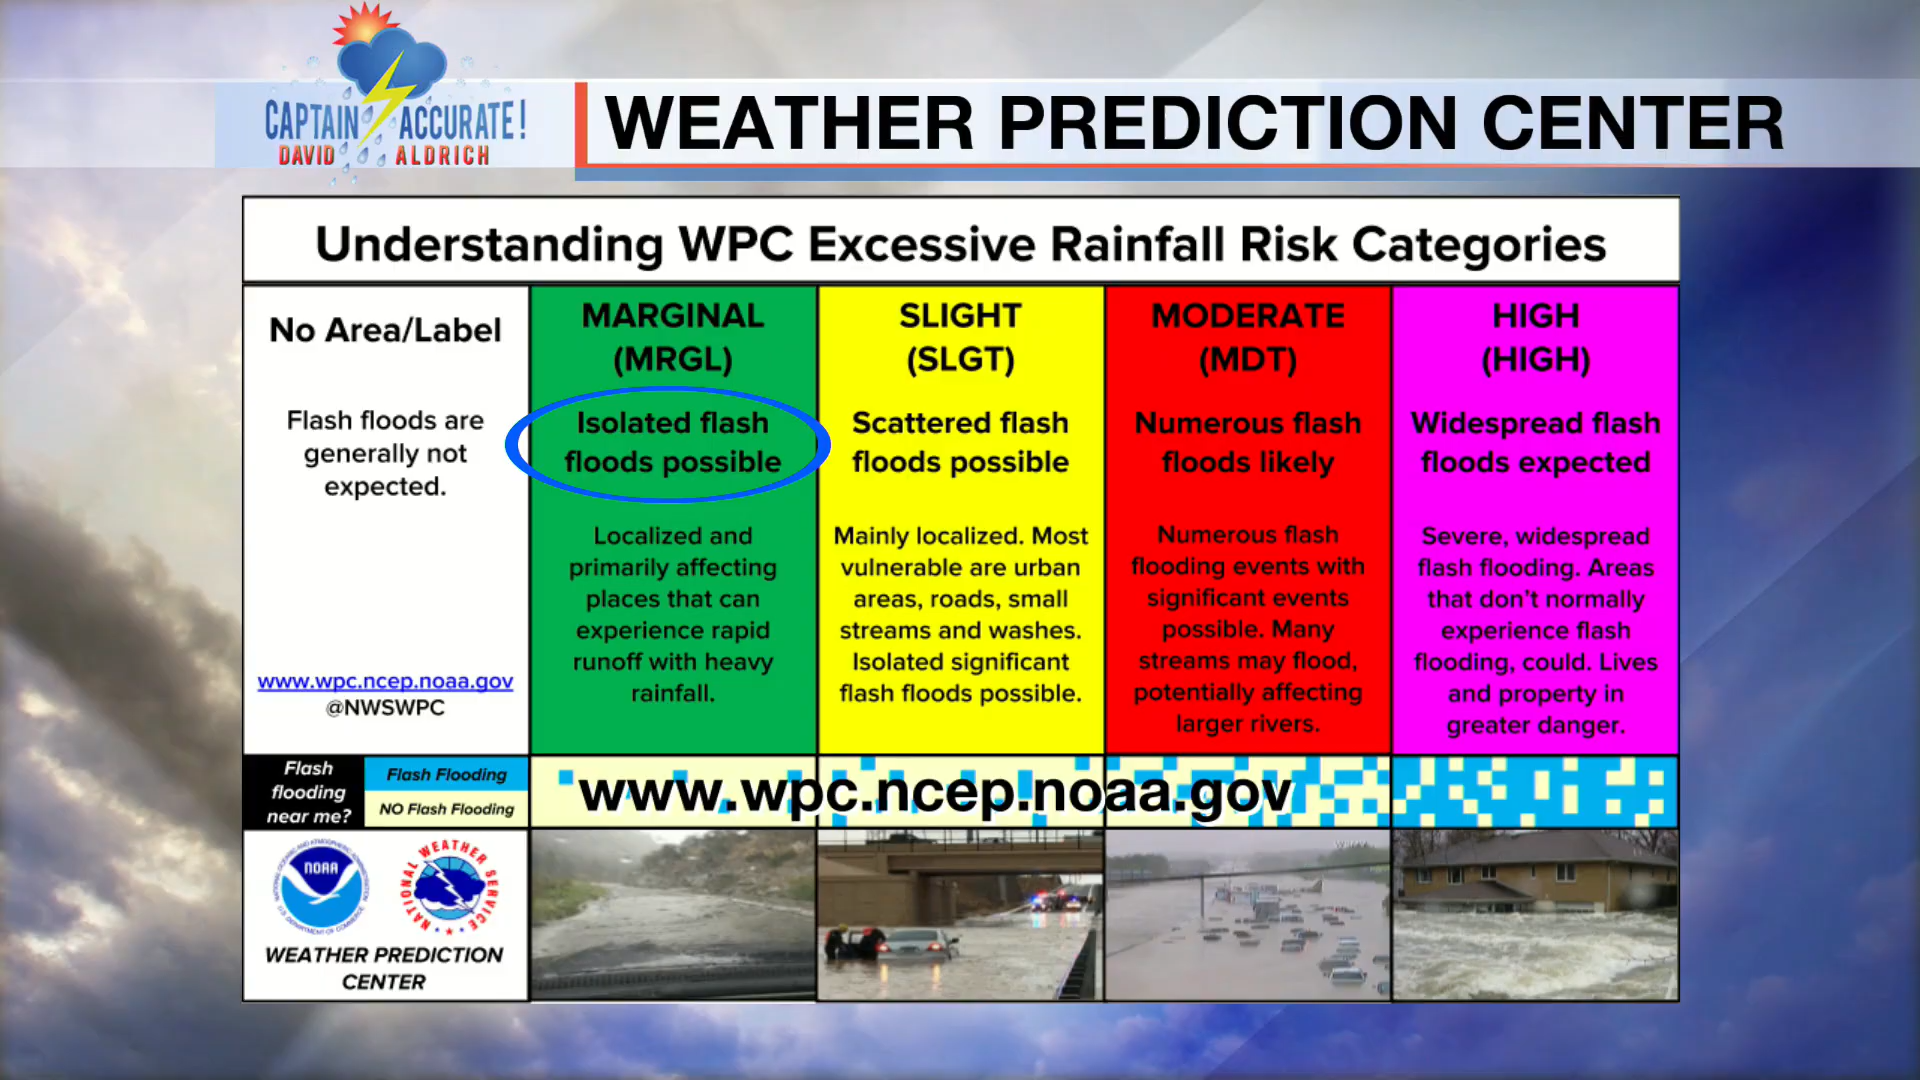 CAPTAIN ACCURATE!
DAVID ALDRICH
WEATHER PREDICTION CENTER
Understanding WPC Excessive Rainfall Risk Categories
No Area/Label
Flash floods are
generally not
expected.
www.wpc.ncep.noaa.gov
@NWSWPC
MARGINAL
(MRGL)
Isolated flash
floods possible
Localized and
primarily affecting
places that can
experience rapid
runoff with heavy
rainfall.
SLIGHT
(SLGT)
Scattered flash
floods possible
Mainly localized. Most
vulnerable are urban
areas, roads, small
streams and washes.
Isolated significant
flash floods possible.
MODERATE
(MDT)
Numerous flash
floods likely
Numerous flash
flooding events with
significant events
possible. Many
streams may flood,
potentially affecting
larger rivers.
HIGH
(HIGH)
Widespread flash
floods expected
Severe, widespread
flash flooding. Areas
that don't normally
experience flash
flooding, could. Lives
and property in
greater danger.
Flash
flooding
near me?
Flash Flooding
NO Flash Flooding
www.wpc.ncep.noaa.gov
NOAA
NATIONAL WEATHER SERVICE
WEATHER PREDICTION
CENTER